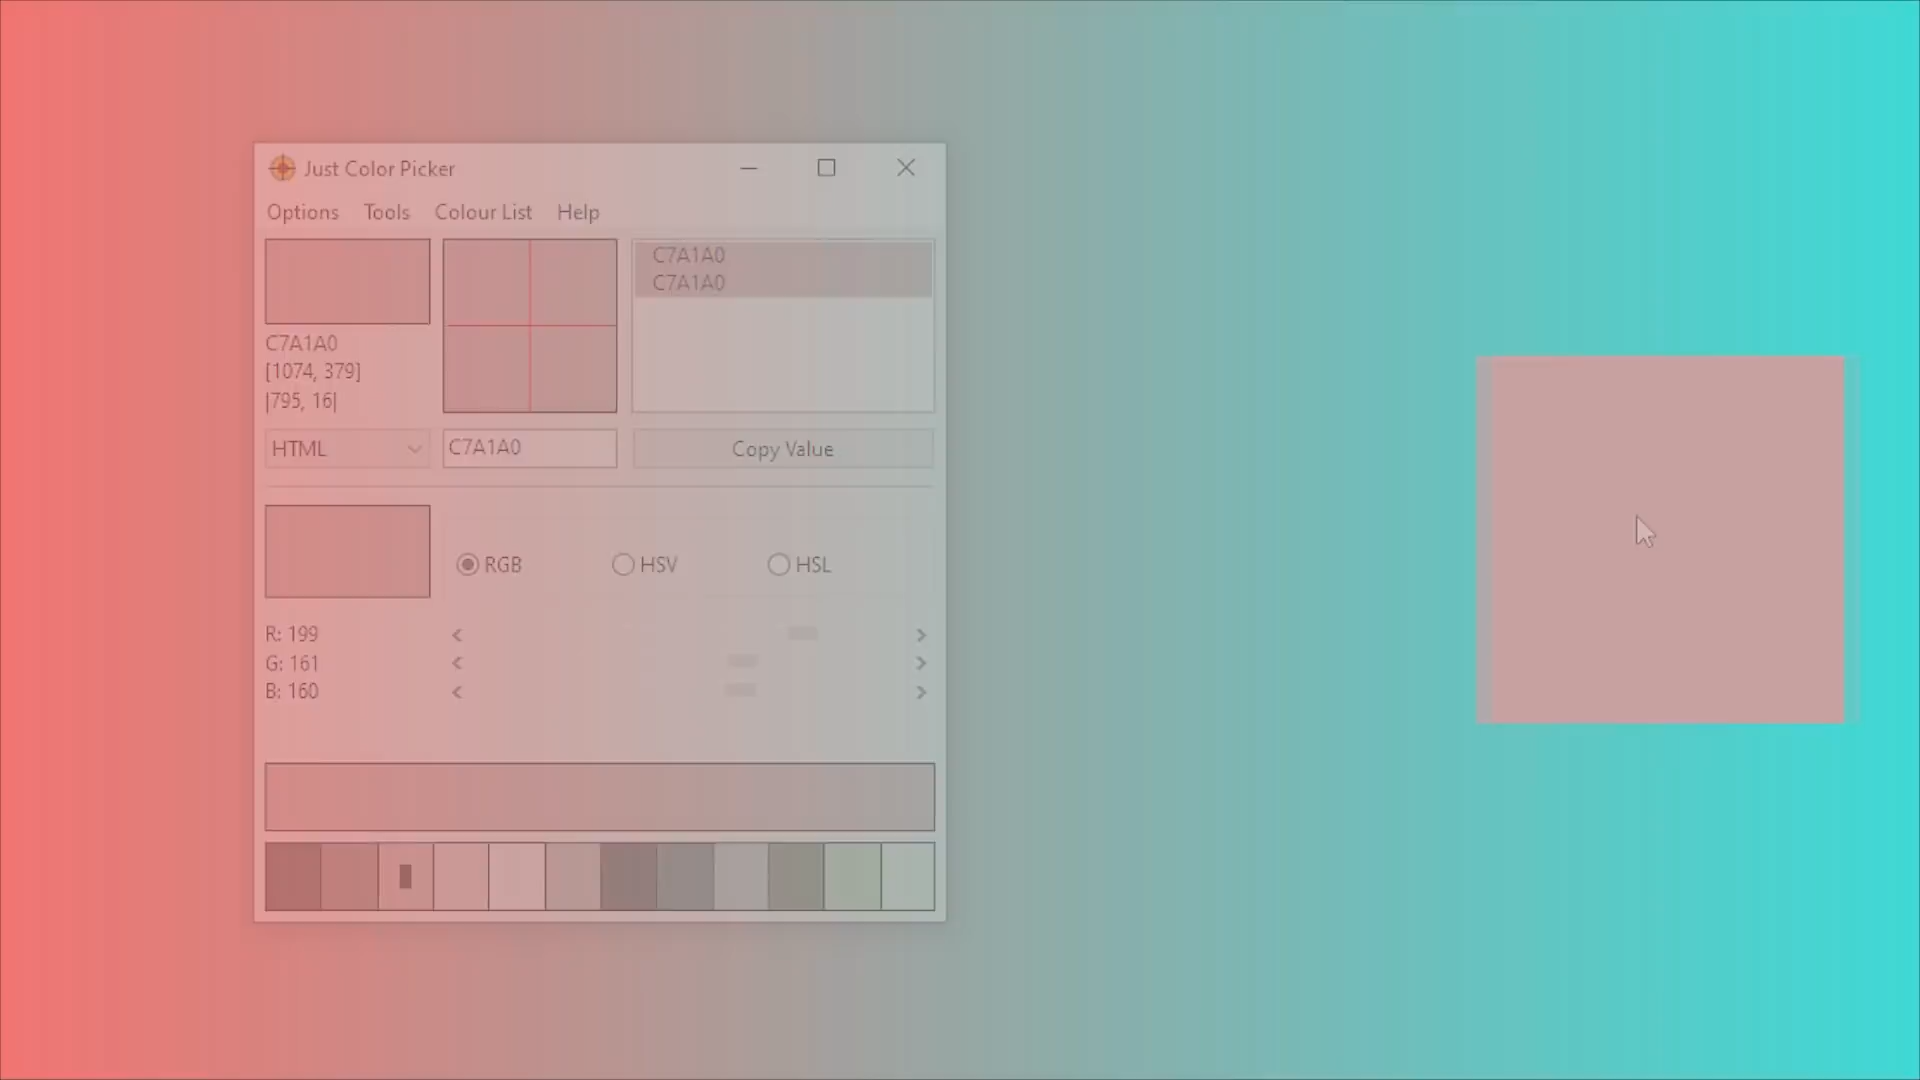 Just Color Picker
Options Tools Colour List Help
C7A1A0
C7A1A0
C7A1A0
[1074, 379]
|795, 16|
HTML C7A1A0 Copy Value
RGB HSV HSL
R: 199
G: 161
B: 160